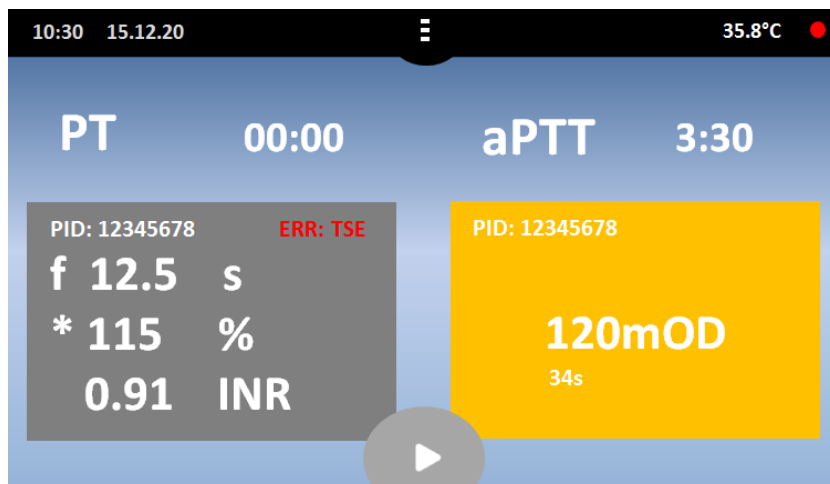 10:30 15.12.20 35.8°C
PT 00:00 aPTT 3:30
PID: 12345678 ERR: TSE
f 12.5 s
* 115 %
0.91 INR
PID: 12345678
120mOD
34s